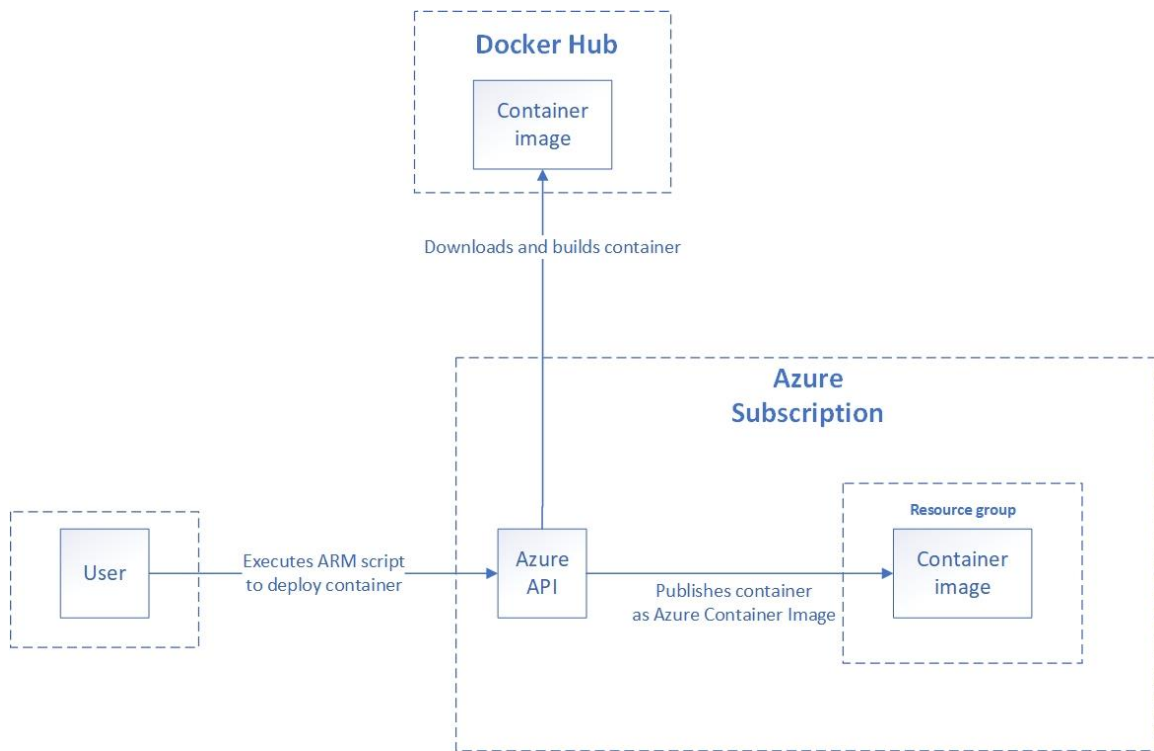 Docker Hub
Container
image
Downloads and builds container
Azure
Subscription
Resource group
User
Executes ARM script
to deploy container
Azure
API
Publishes container
as Azure Container Image
Container
image